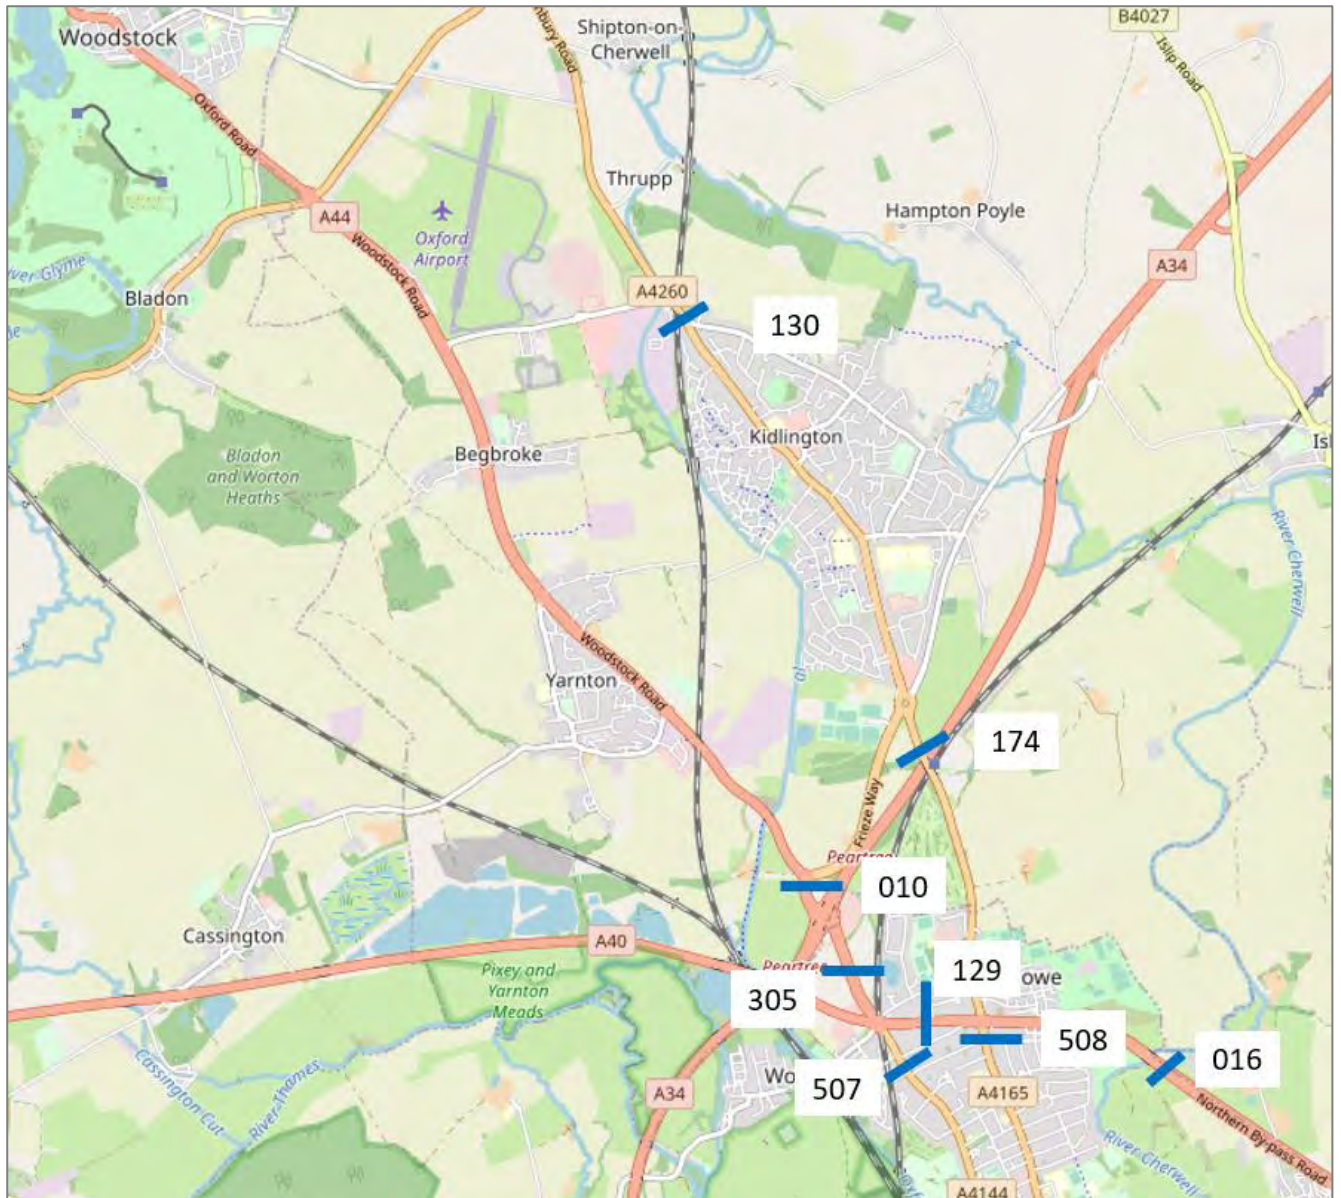 Woodstock
Shipton-on-
Cherwell
B4027
Islip Road
Oxford Road
Thrupp
Hampton Poyle
A44
Oxford
Airport
Woodstock Road
A34
Bladon
A4260
130
Kidlington
Begbroke
Bladon
and Worton
Heaths
River Cherwell
Woodstock Road
Yarnton
174
Frieze Way
Peartree
010
Cassington
A40
Pixey and
Yarnton
Meads
Peartree
129
305
508
016
507
Cassington Cut
River Thames
A34
A4165
Northern By-pass Road
River Cherwell
A4144